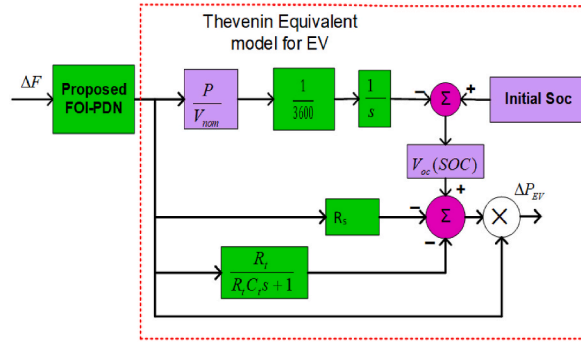 Thevenin Equivalent
model for EV
ΔF
Proposed
FOI-PDN
P
V_nom
1
3600
1
s
−
Σ
+
Initial Soc
V_oc(SOC)
+
ΔP_EV
R_s
−
Σ
−
×
R_t
R_tC_ts+1